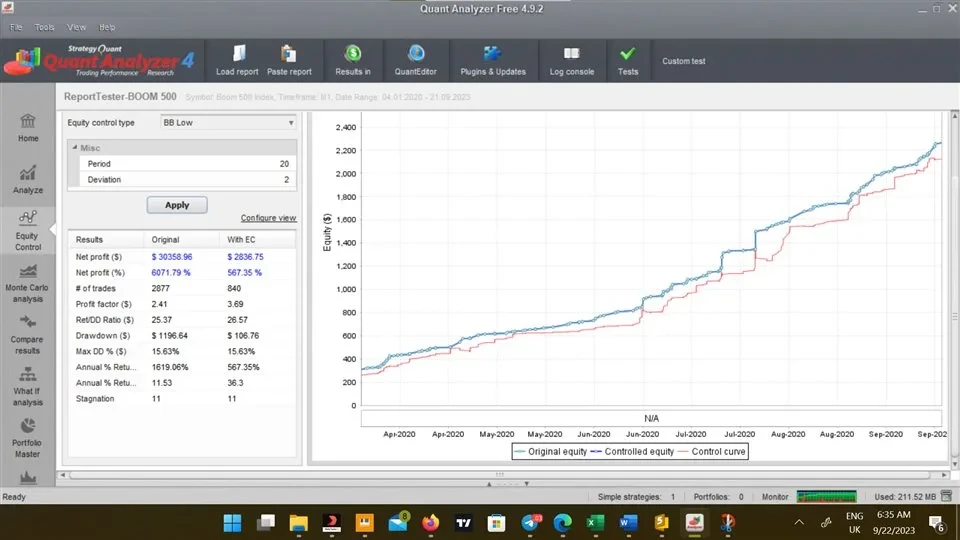 Quant Analyzer Free 4.9.2
File Tools View Help
Strategy Quant
Quant Analyzer 4
Trading Performance Research
Load report
Paste report
Results in
QuantEditor
Plugins & Updates
Log console
Tests
Custom test
ReportTester-BOOM 500 Symbol: Boom 500 Index, Timeframe: M1, Date Range: 04.01.2020 - 21.09.2023
Home
Analyze
Equity
Control
Monte Carlo
analysis
Compare
results
What If
analysis
Portfolio
Master
Equity control type BB Low
Misc
Period 20
Deviation 2
Apply
Configure view
Results Original With EC
Net profit ($) $ 30358.96 $ 2836.75
Net profit (%) 6071.79 % 567.35 %
# of trades 2877 840
Profit factor ($) 2.41 3.69
Ret/DD Ratio ($) 25.37 26.57
Drawdown ($) $ 1196.64 $ 106.76
Max DD % ($) 15.63% 15.63%
Annual % Retu... 1619.06% 567.35%
Annual % Retu... 11.53 36.3
Stagnation 11 11
Equity ($)
2,400
2,200
2,000
1,800
1,600
1,400
1,200
1,000
800
600
400
200
0
N/A
Apr-2020 Apr-2020 May-2020 May-2020 Jun-2020 Jun-2020 Jul-2020 Jul-2020 Aug-2020 Aug-2020 Sep-2020 Sep-202
Original equity Controlled equity Control curve
Ready
Simple strategies: 1 Portfolios: 0 Monitor Used: 211.52 MB
ENG
UK
6:35 AM
9/22/2023
6